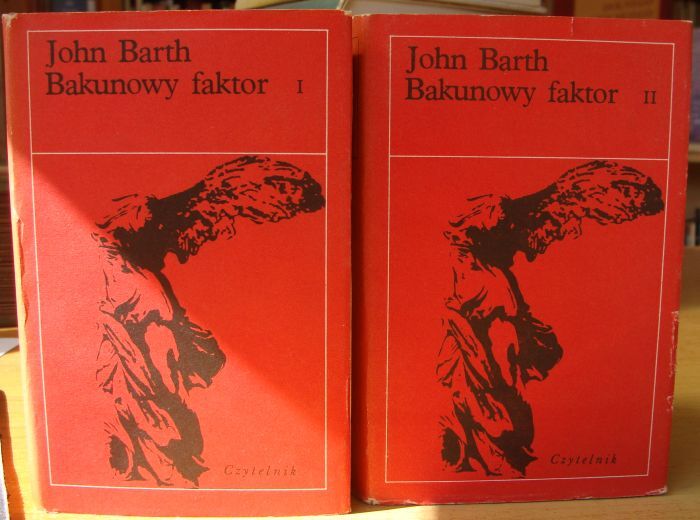 John Barth
Bakunowy faktor I
Czytelnik
John Barth
Bakunowy faktor II
Czytelnik